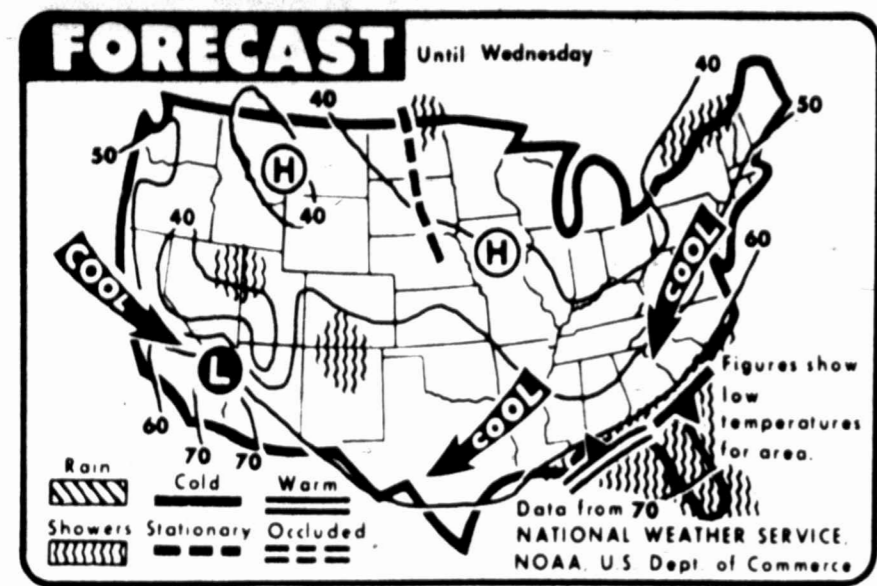 FORECAST
Until Wednesday
40
40
50
50
H
40
40
H
COOL
COOL
60
L
COOL
Figures show
low
temperatures
for area.
60
70
70
Rain
Cold
Warm
Showers
Stationary
Occluded
Data from 70
NATIONAL WEATHER SERVICE,
NOAA, U.S. Dept. of Commerce